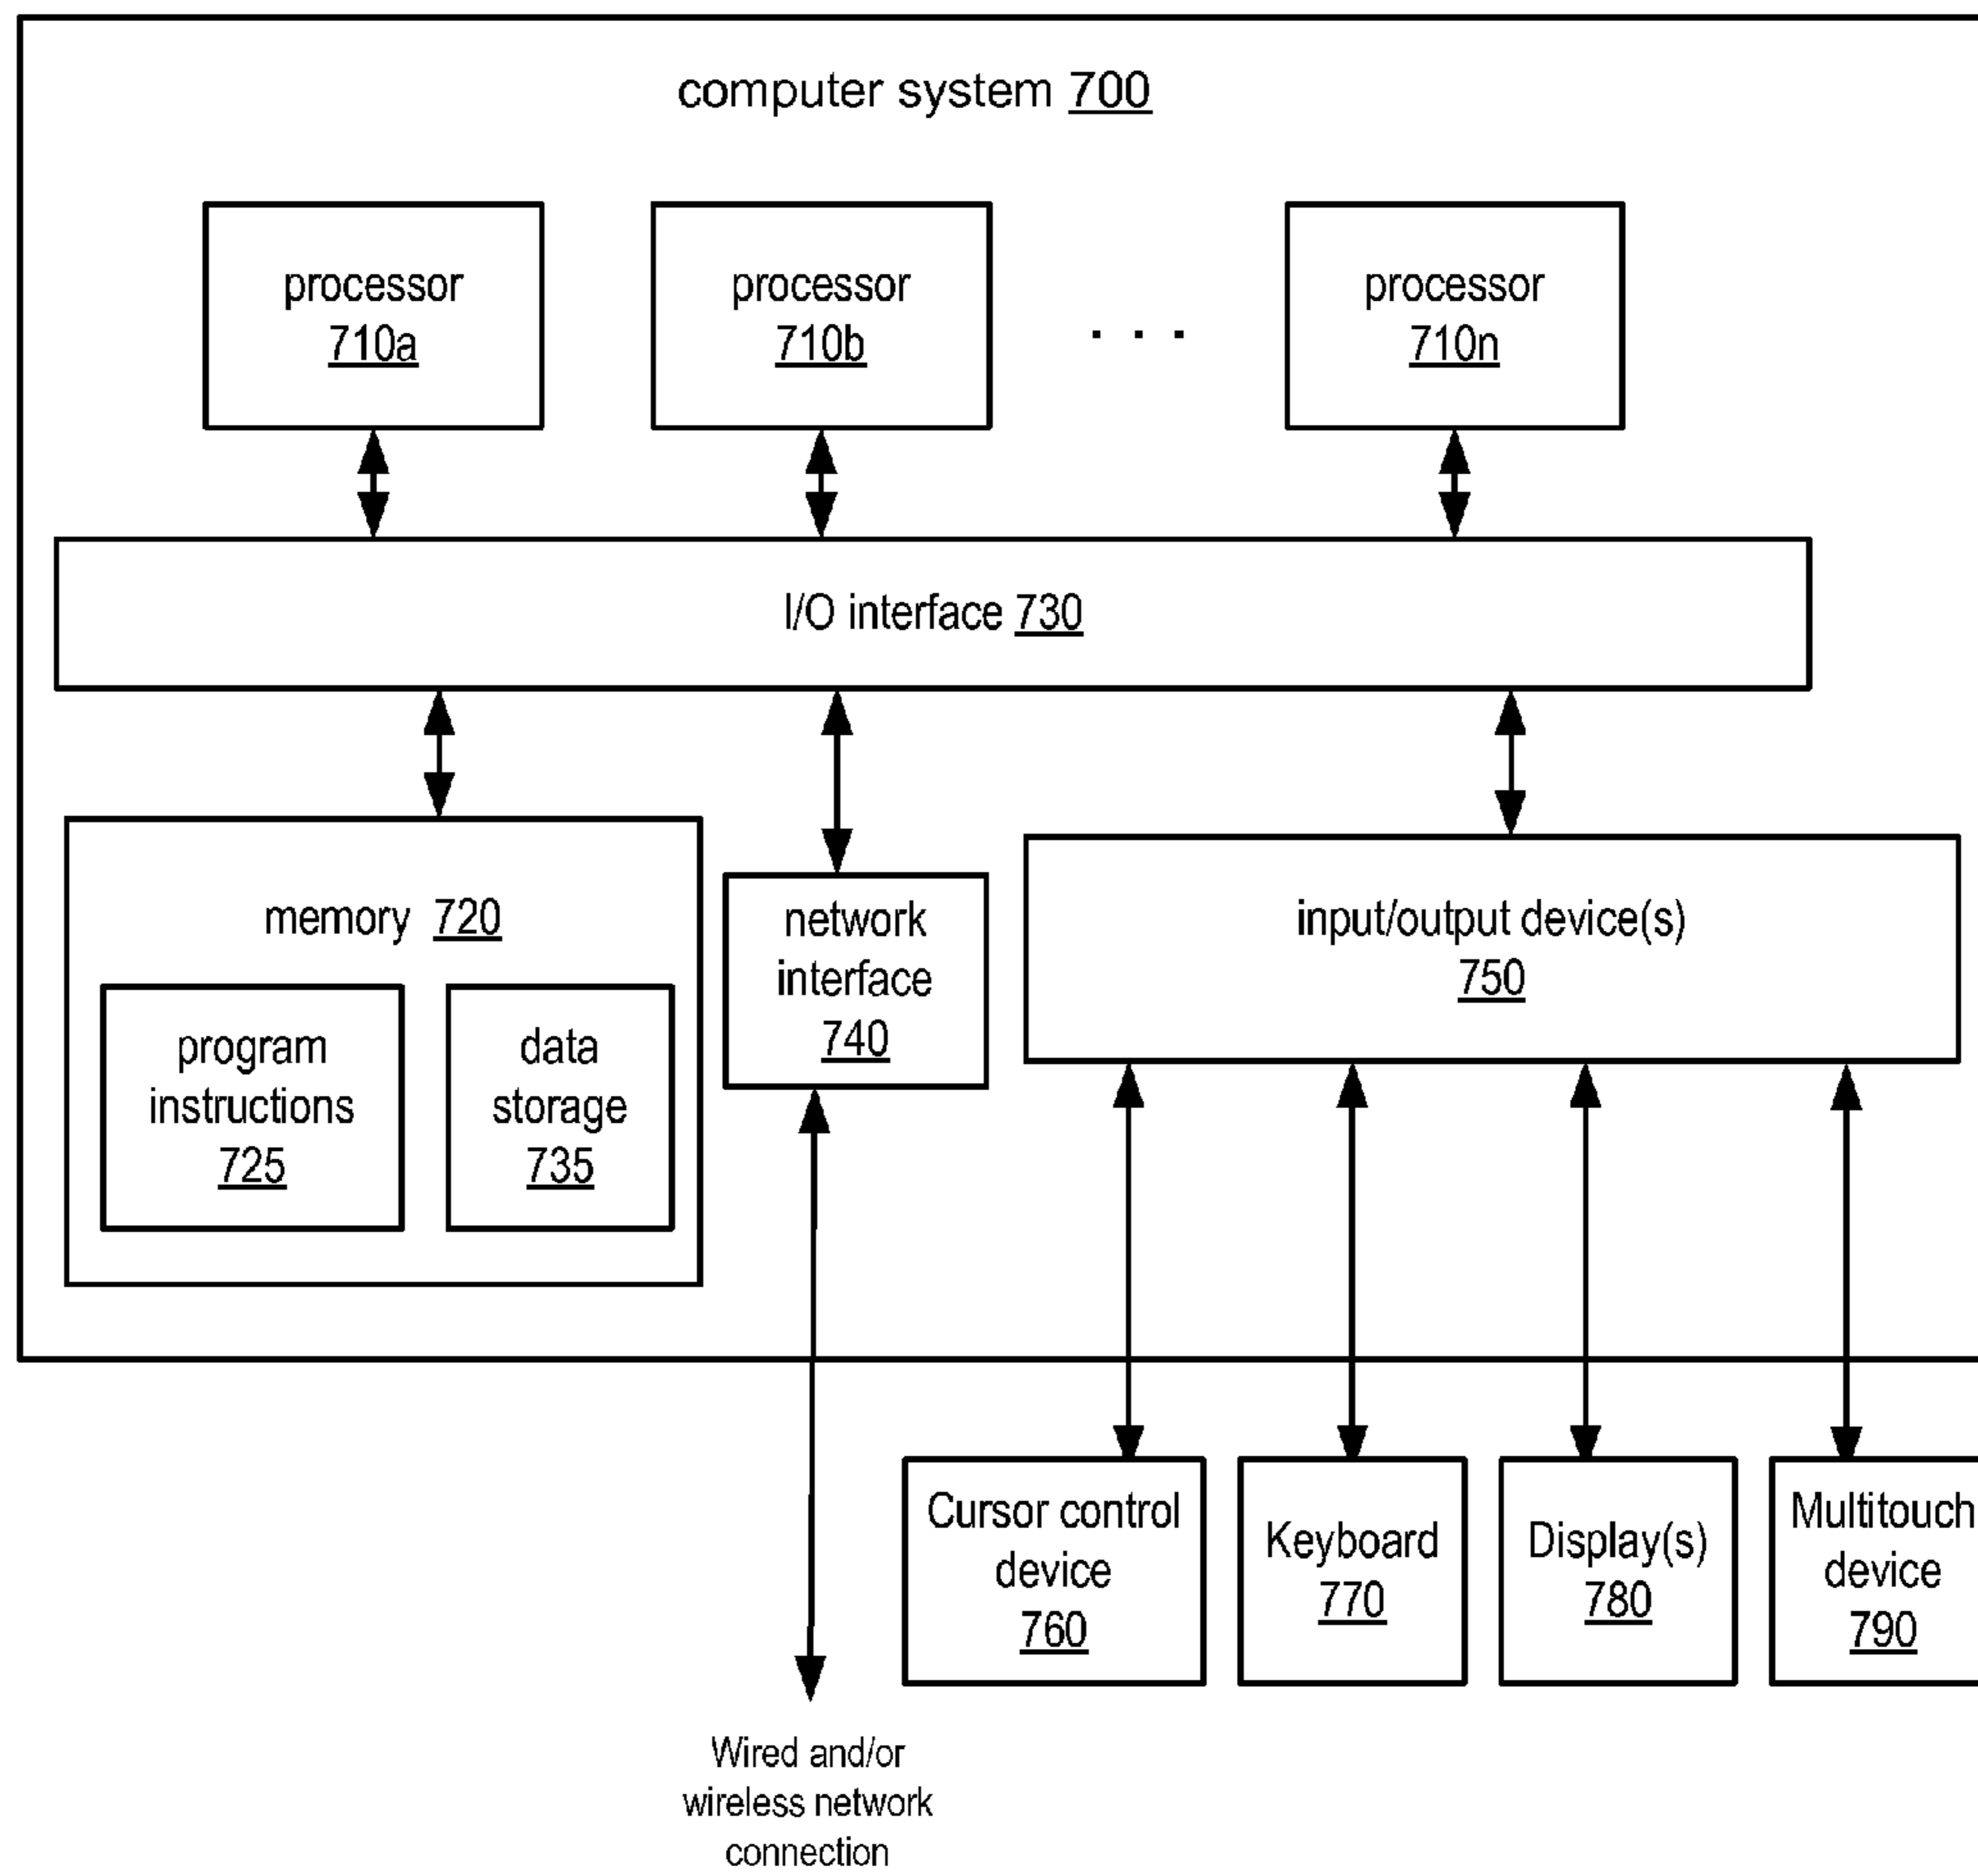 computer system 700
processor
710a
processor
710b
. . .
processor
710n
I/O interface 730
memory 720
program
instructions
725
data
storage
735
network
interface
740
input/output device(s)
750
Cursor control
device
760
Keyboard
770
Display(s)
780
Multitouch
device
790
Wired and/or
wireless network
connection